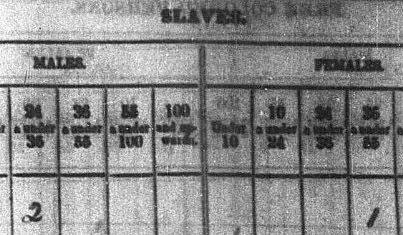 SLAVES.
MALES. FEMALES.
24 36 55 100 Under 10 24 36
& under & under & under and up- 10 & under & under & under
36 55 100 wards. 24 36 55
2 1